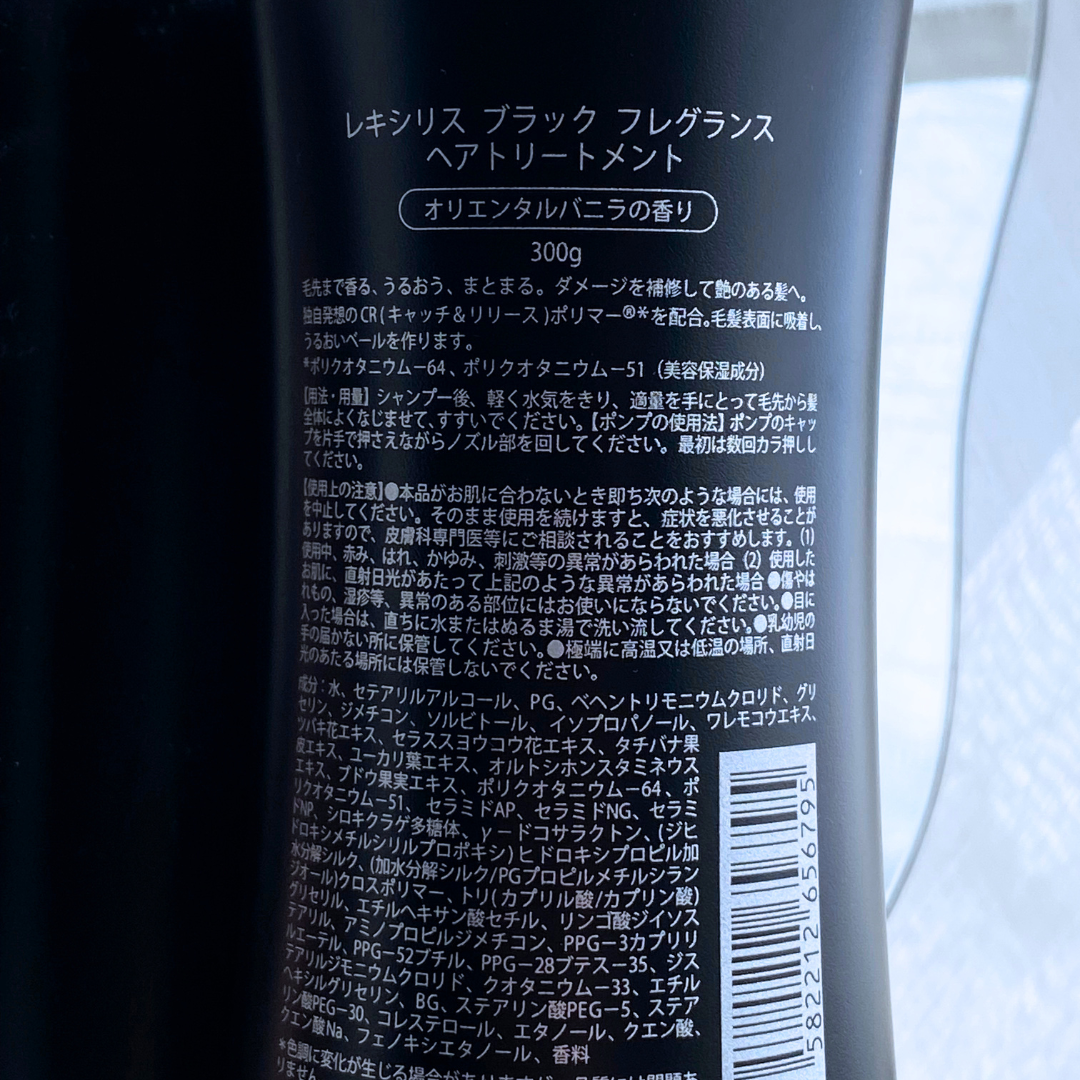 レキシリス ブラック フレグランス
ヘアトリートメント
オリエンタルバニラの香り
300g
毛先まで香る、うるおう、まとまる。ダメージを補修して艶のある髪へ。
独自発想のCR(キャッチ&リリース)ポリマー®*を配合。毛髪表面に吸着し、
うるおいベールを作ります。
*ポリクオタニウム－64、ポリクオタニウム－51（美容保湿成分）
【用法・用量】シャンプー後、軽く水気をきり、適量を手にとって毛先から髪
全体によくなじませて、すすいでください。【ポンプの使用法】ポンプのキャッ
プを片手で押さえながらノズル部を回してください。最初は数回カラ押しし
てください。
【使用上の注意】●本品がお肌に合わないとき即ち次のような場合には、使用
を中止してください。そのまま使用を続けますと、症状を悪化させることが
ありますので、皮膚科専門医等にご相談されることをおすすめします。(1)
使用中、赤み、はれ、かゆみ、刺激等の異常があらわれた場合 (2) 使用した
お肌に、直射日光があたって上記のような異常があらわれた場合●傷やは
れもの、湿疹等、異常のある部位にはお使いにならないでください。●目に
入った場合は、直ちに水またはぬるま湯で洗い流してください。●乳幼児の
手の届かない所に保管してください。●極端に高温又は低温の場所、直射日
光のあたる場所には保管しないでください。
成分：水、セテアリルアルコール、PG、ベヘントリモニウムクロリド、グリ
セリン、ジメチコン、ソルビトール、イソプロパノール、ワレモコウエキス、
ツバキ花エキス、セラススヨウコウ花エキス、タチバナ果
皮エキス、ユーカリ葉エキス、オルトシホンスタミネウス
エキス、ブドウ果実エキス、ポリクオタニウム－64、ポ
リクオタニウム－51、セラミドAP、セラミドNG、セラミ
ドNP、シロキクラゲ多糖体、γ－ドコサラクトン、(ジヒ
ドロキシメチルシリルプロポキシ)ヒドロキシプロピル加
水分解シルク、(加水分解シルク/PGプロピルメチルシラン
ジオール)クロスポリマー、トリ(カプリル酸/カプリン酸)
グリセリル、エチルヘキサン酸セチル、リンゴ酸ジイソス
テアリル、アミノプロピルジメチコン、PPG－3カプリリ
ルエーテル、PPG－52ブチル、PPG－28ブテス－35、ジス
テアリルジモニウムクロリド、クオタニウム－33、エチル
ヘキシルグリセリン、BG、ステアリン酸PEG－5、ステア
リン酸PEG－30、コレステロール、エタノール、クエン酸、
クエン酸Na、フェノキシエタノール、香料
*色調に変化が生じる場合がありますが、品質には問題あ
りません
582212 656795